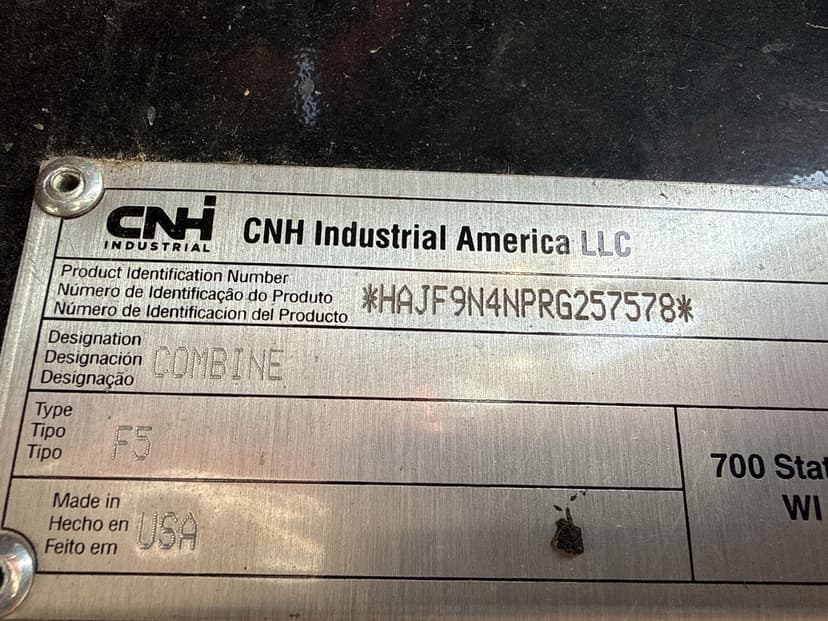 CNH
INDUSTRIAL
CNH Industrial America LLC
Product Identification Number
Número de Identificação do Produto
Número de Identificacion del Producto
*HAJF9N4NPRG257578*
Designation
Designación
Designação
COMBINE
Type
Tipo
Tipo
F5
700 Stat
WI
Made in
Hecho en
Feito em
USA